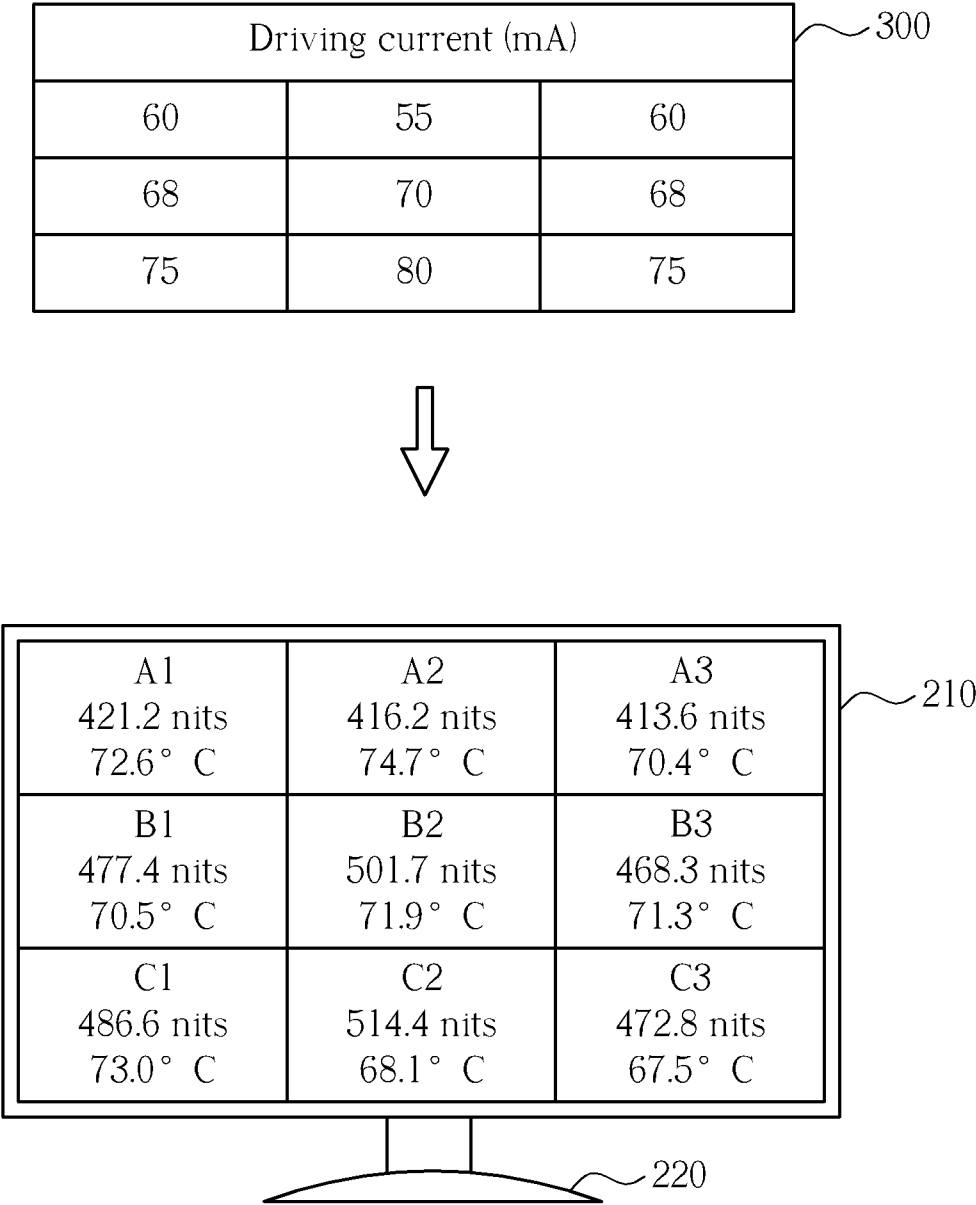 Driving current (mA)
300
60 55 60
68 70 68
75 80 75
A1 A2 A3
421.2 nits 416.2 nits 413.6 nits
72.6° C 74.7° C 70.4° C
210
B1 B2 B3
477.4 nits 501.7 nits 468.3 nits
70.5° C 71.9° C 71.3° C
C1 C2 C3
486.6 nits 514.4 nits 472.8 nits
73.0° C 68.1° C 67.5° C
220